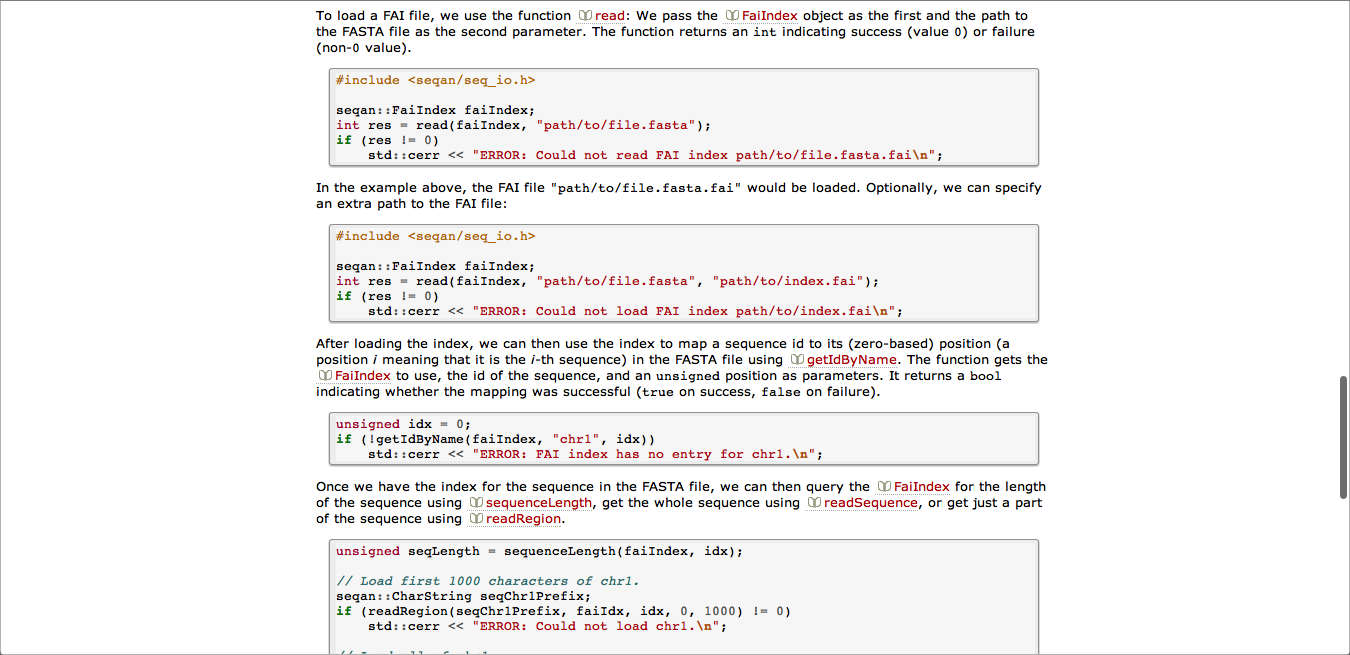 To load a FAI file, we use the function read: We pass the FaiIndex object as the first and the path to
the FASTA file as the second parameter. The function returns an int indicating success (value 0) or failure
(non-0 value).
#include <seqan/seq_io.h>
seqan::FaiIndex faiIndex;
int res = read(faiIndex, "path/to/file.fasta");
if (res != 0)
    std::cerr << "ERROR: Could not read FAI index path/to/file.fasta.fai\n";
In the example above, the FAI file "path/to/file.fasta.fai" would be loaded. Optionally, we can specify
an extra path to the FAI file:
#include <seqan/seq_io.h>
seqan::FaiIndex faiIndex;
int res = read(faiIndex, "path/to/file.fasta", "path/to/index.fai");
if (res != 0)
    std::cerr << "ERROR: Could not load FAI index path/to/index.fai\n";
After loading the index, we can then use the index to map a sequence id to its (zero-based) position (a
position i meaning that it is the i-th sequence) in the FASTA file using getIdByName. The function gets the
FaiIndex to use, the id of the sequence, and an unsigned position as parameters. It returns a bool
indicating whether the mapping was successful (true on success, false on failure).
unsigned idx = 0;
if (!getIdByName(faiIndex, "chr1", idx))
    std::cerr << "ERROR: FAI index has no entry for chr1.\n";
Once we have the index for the sequence in the FASTA file, we can then query the FaiIndex for the length
of the sequence using sequenceLength, get the whole sequence using readSequence, or get just a part
of the sequence using readRegion.
unsigned seqLength = sequenceLength(faiIndex, idx);
// Load first 1000 characters of chr1.
seqan::CharString seqChr1Prefix;
if (readRegion(seqChr1Prefix, faiIdx, idx, 0, 1000) != 0)
    std::cerr << "ERROR: Could not load chr1.\n";